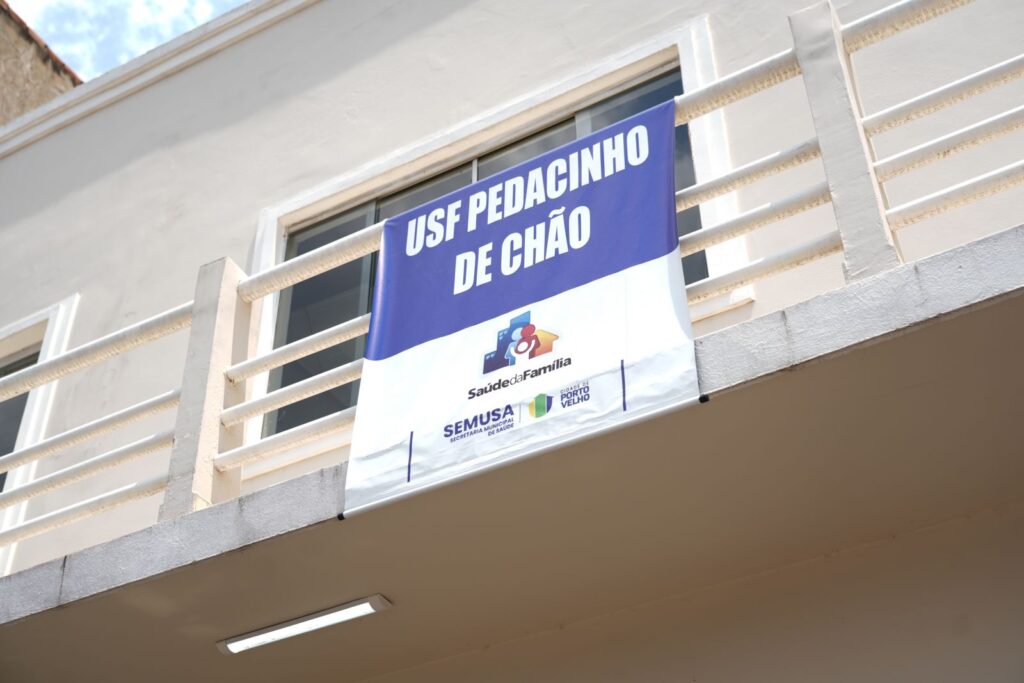 USF PEDACINHO
DE CHÃO
SaúdedaFamília
SEMUSA
SECRETARIA MUNICIPAL
DE SAÚDE
CIDADE DE
PORTO
VELHO